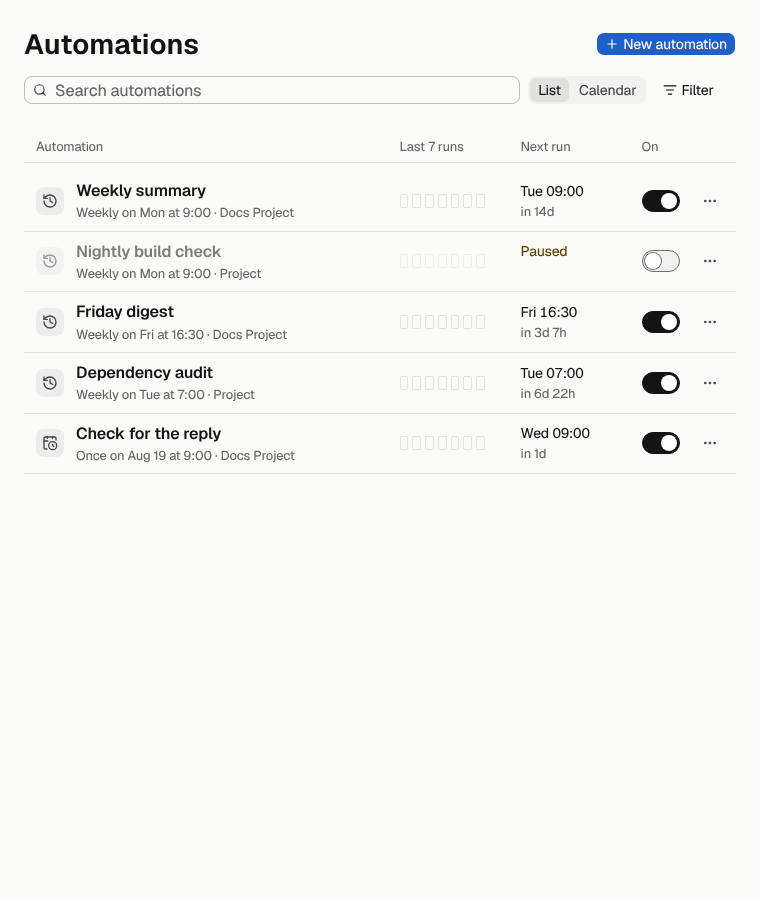 Automations
New automation
Search automations
List
Calendar
Filter
Automation
Last 7 runs
Next run
On
Weekly summary
Weekly on Mon at 9:00 · Docs Project
Tue 09:00
in 14d
Nightly build check
Weekly on Mon at 9:00 · Project
Paused
Friday digest
Weekly on Fri at 16:30 · Docs Project
Fri 16:30
in 3d 7h
Dependency audit
Weekly on Tue at 7:00 · Project
Tue 07:00
in 6d 22h
Check for the reply
Once on Aug 19 at 9:00 · Docs Project
Wed 09:00
in 1d